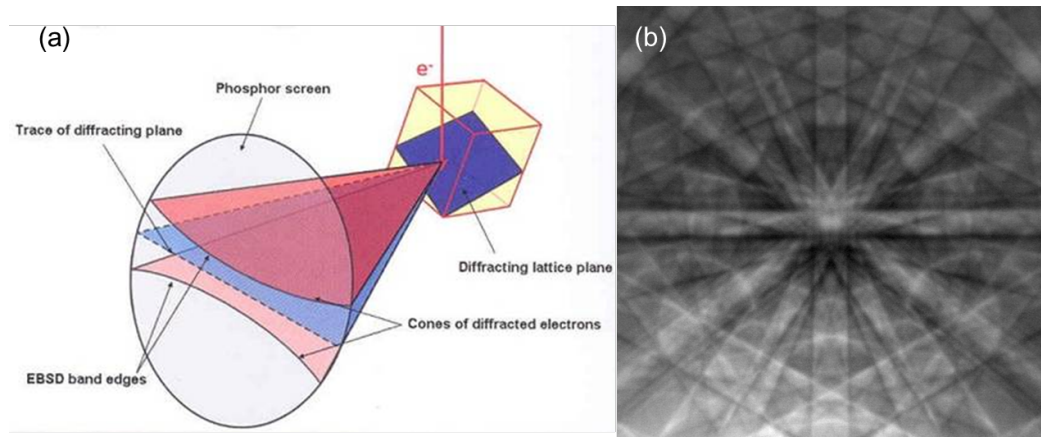 (a)
e-
Phosphor screen
Trace of diffracting plane
Diffracting lattice plane
Cones of diffracted electrons
EBSD band edges
(b)